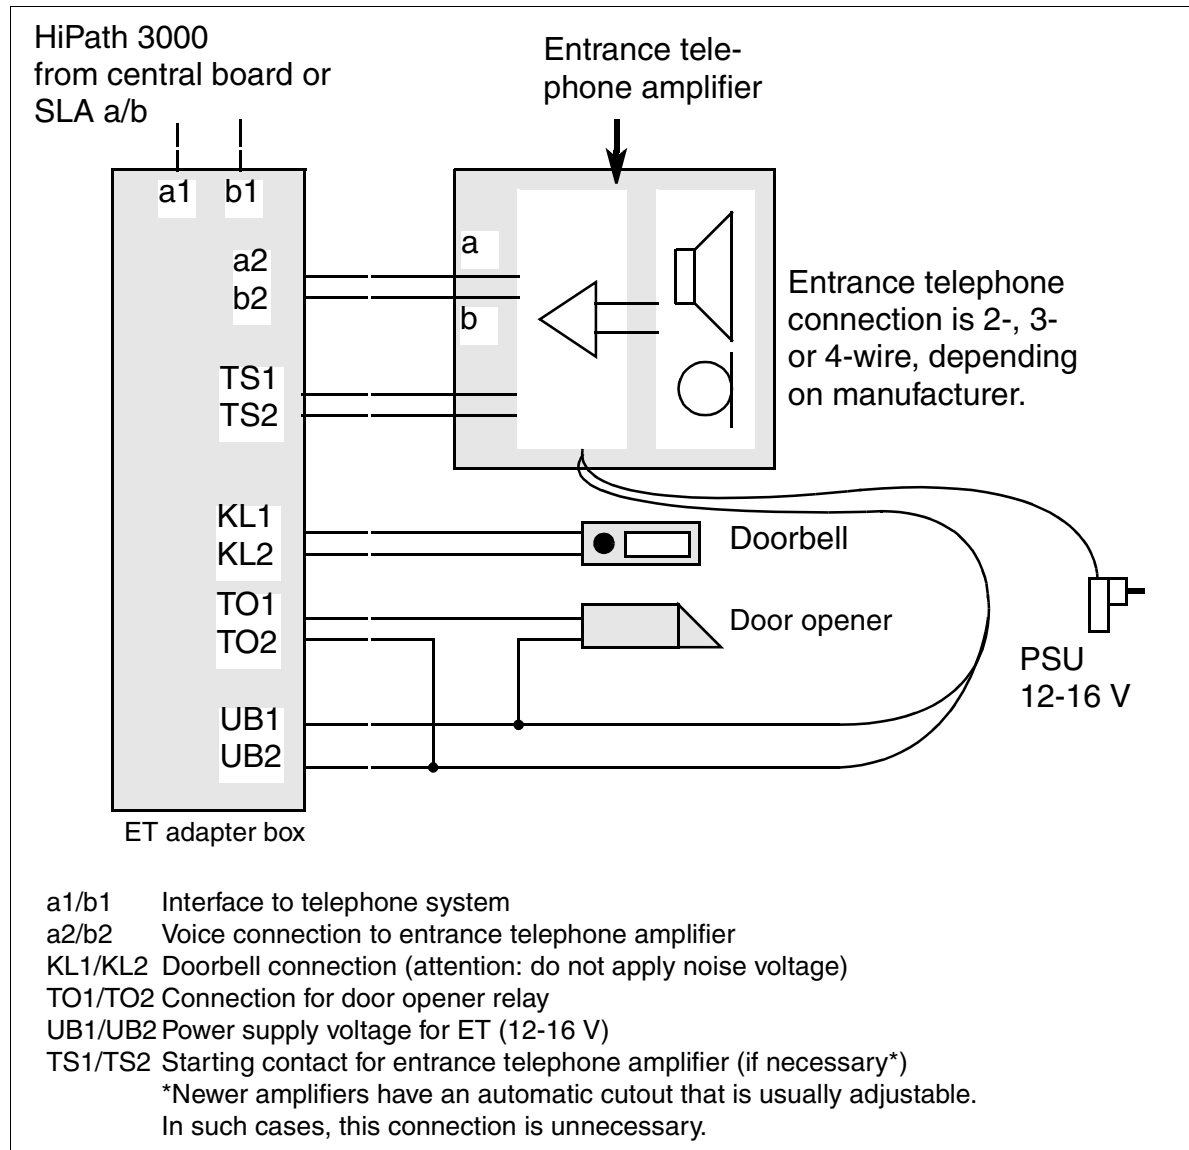 HiPath 3000
from central board or
SLA a/b
Entrance tele-
phone amplifier
a1 b1
a2
b2
a
b
TS1
TS2
Entrance telephone
connection is 2-, 3-
or 4-wire, depending
on manufacturer.
KL1
KL2
Doorbell
TO1
TO2
Door opener
PSU
12-16 V
UB1
UB2
ET adapter box
a1/b1 Interface to telephone system
a2/b2 Voice connection to entrance telephone amplifier
KL1/KL2 Doorbell connection (attention: do not apply noise voltage)
TO1/TO2 Connection for door opener relay
UB1/UB2 Power supply voltage for ET (12-16 V)
TS1/TS2 Starting contact for entrance telephone amplifier (if necessary*)
*Newer amplifiers have an automatic cutout that is usually adjustable.
In such cases, this connection is unnecessary.